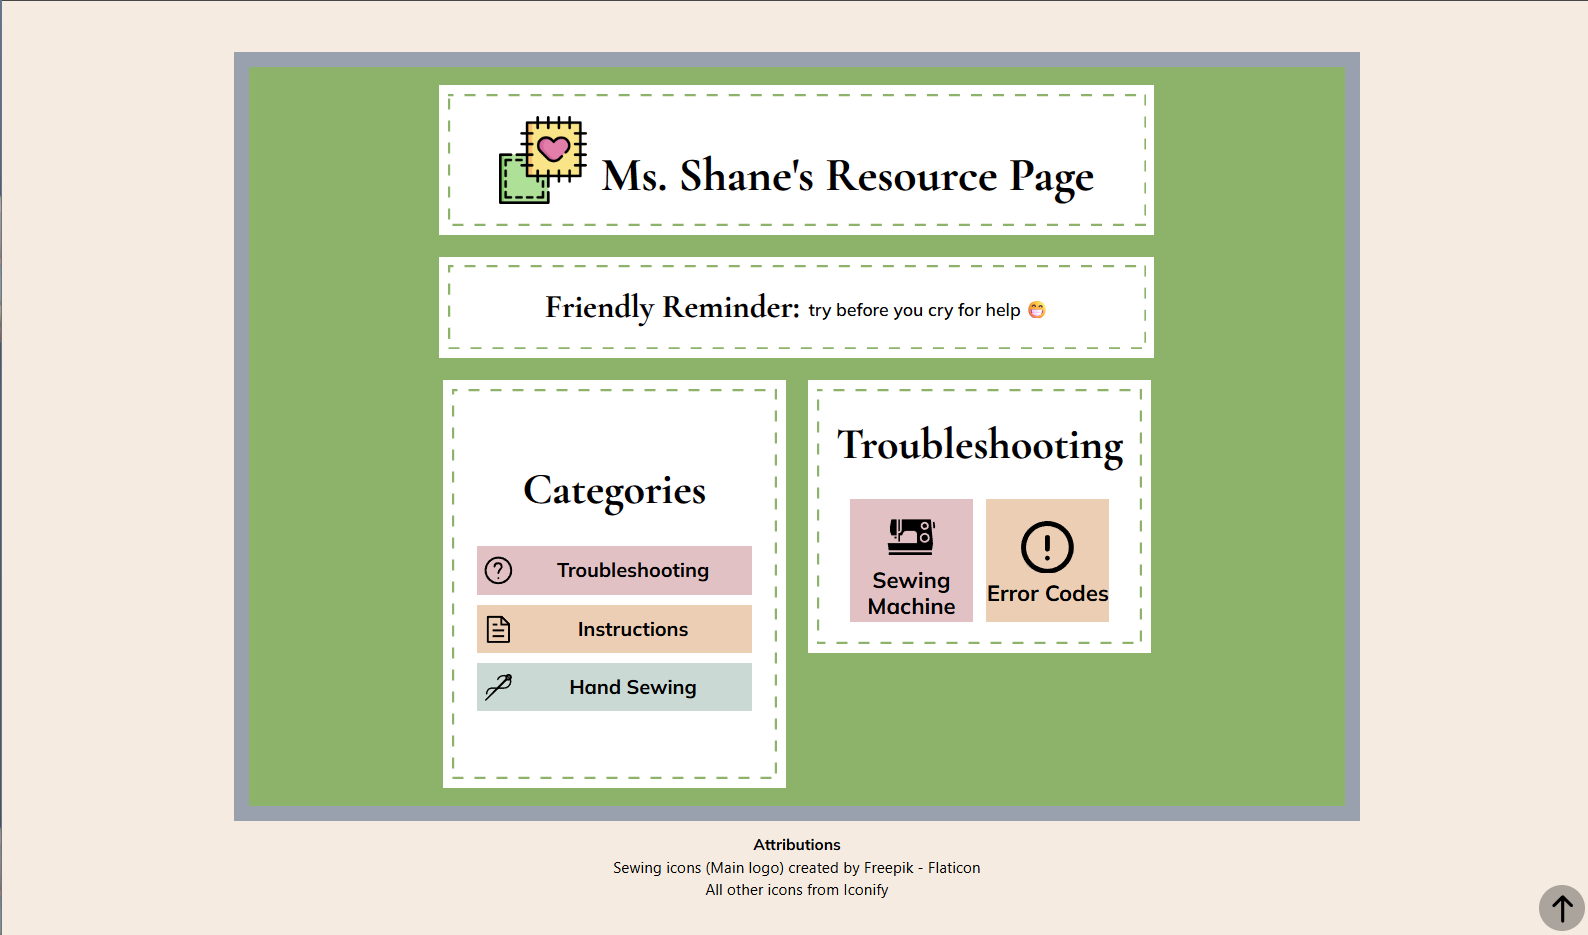 Ms. Shane's Resource Page
Friendly Reminder: try before you cry for help 😁
Categories
Troubleshooting
Instructions
Hand Sewing
Troubleshooting
Sewing
Machine
Error Codes
Attributions
Sewing icons (Main logo) created by Freepik - Flaticon
All other icons from Iconify